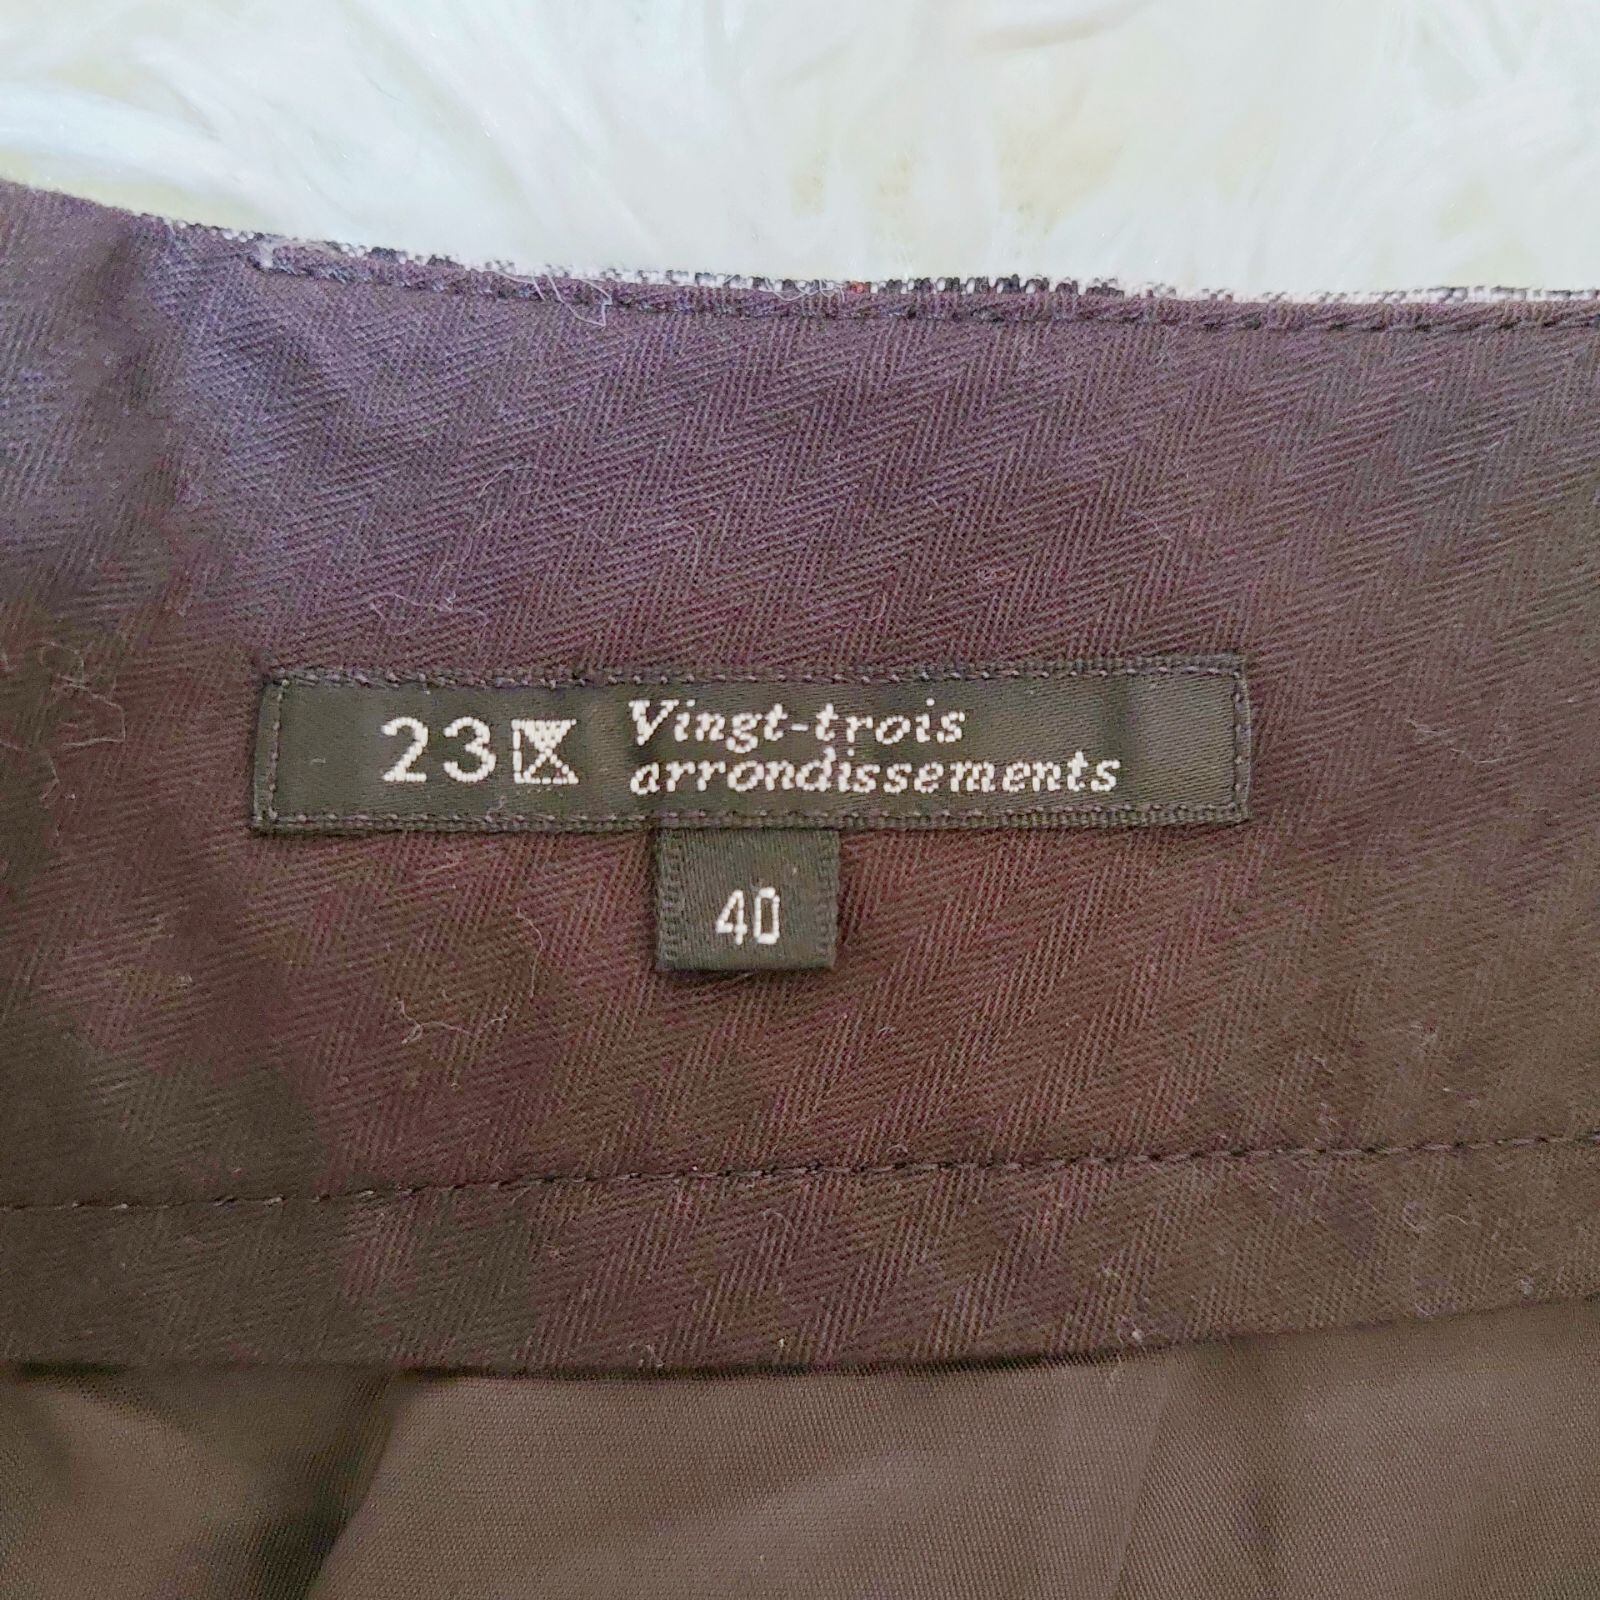 23区 Vingt-trois
arrondissements
40